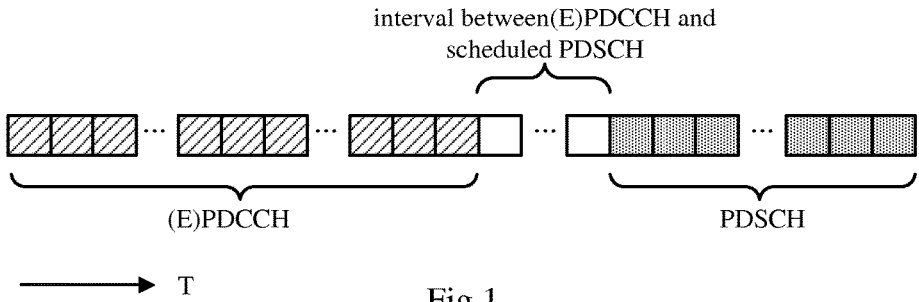 interval between(E)PDCCH and
scheduled PDSCH
...
...
...
...
(E)PDCCH
PDSCH
T
Fig.1